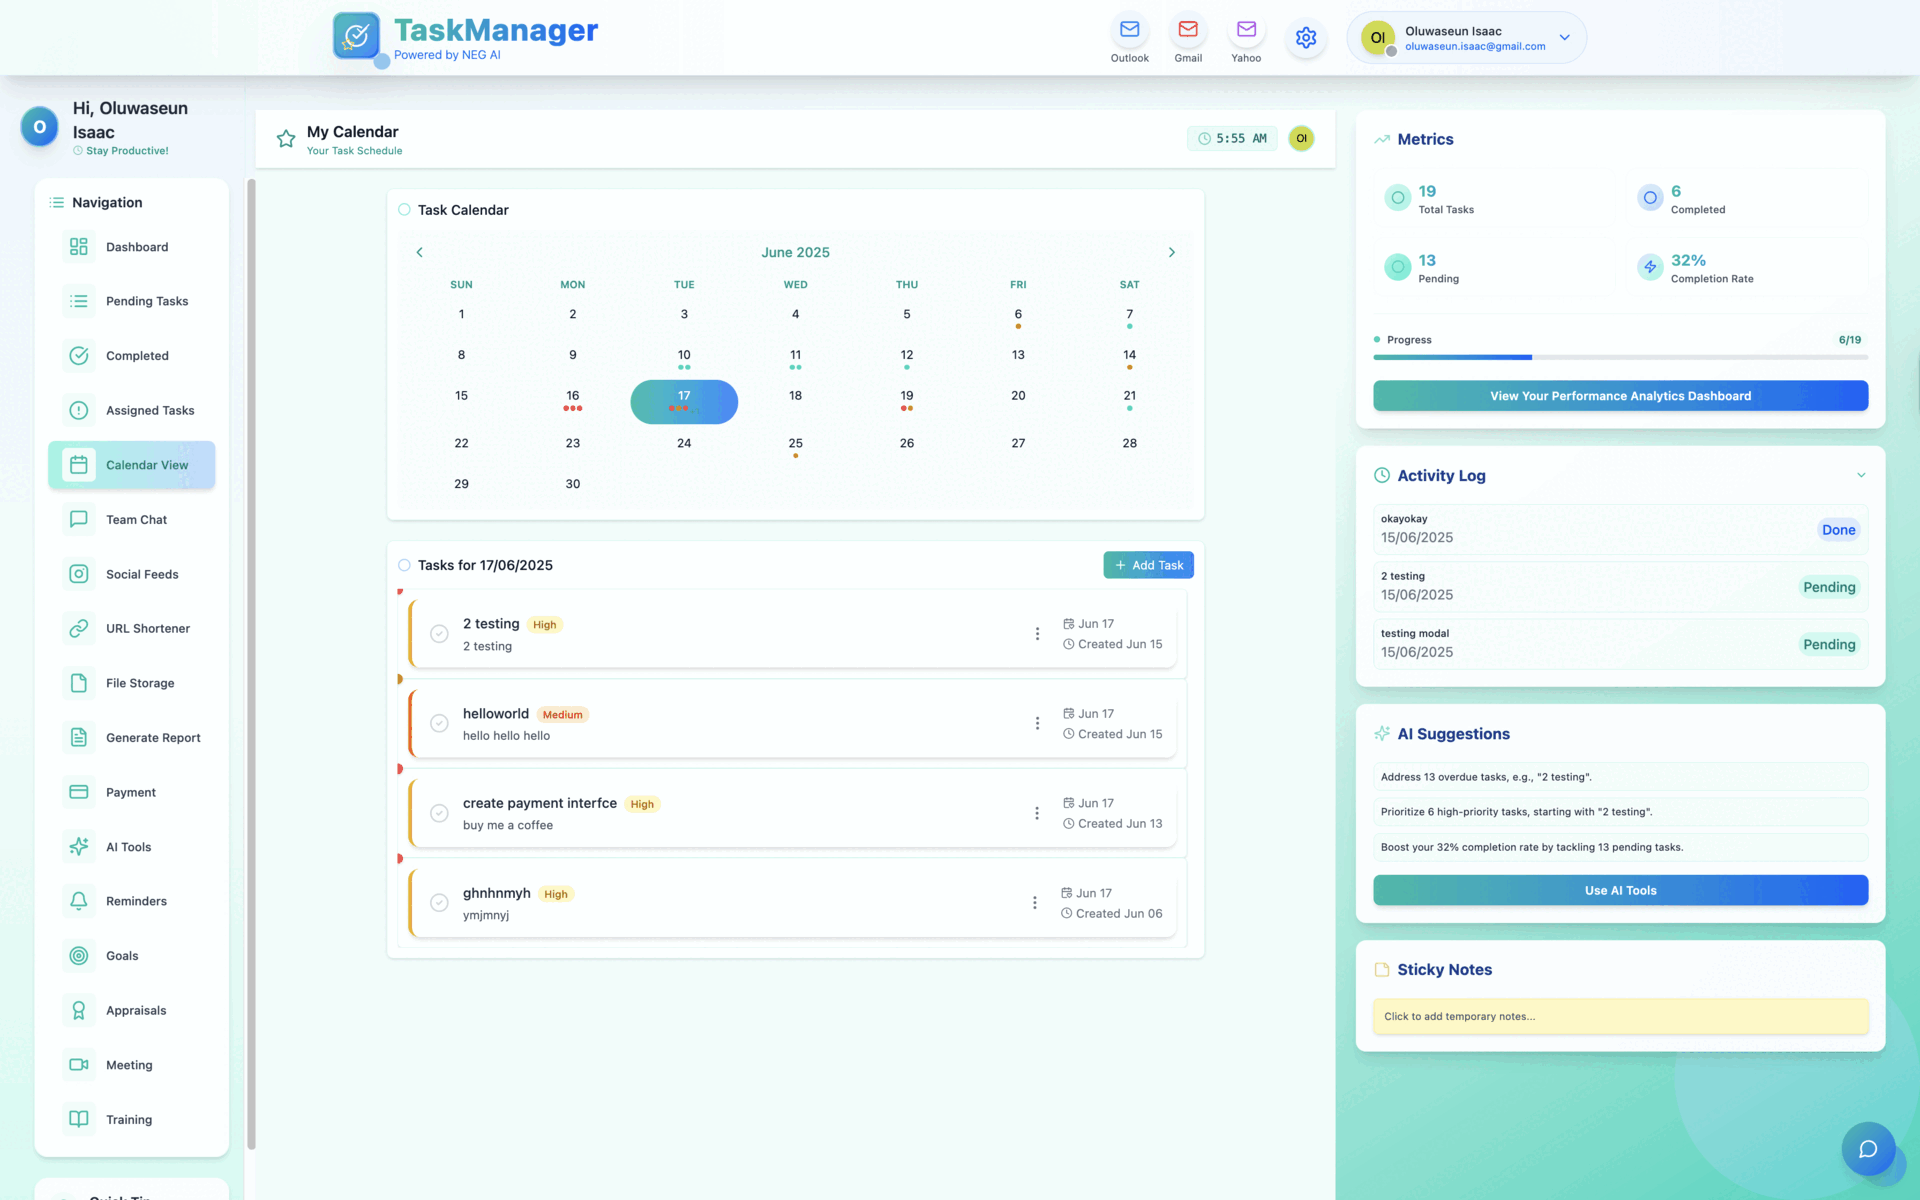 TaskManager
Powered by NEG AI
Outlook
Gmail
Yahoo
OI
Oluwaseun Isaac
oluwaseun.isaac@gmail.com
O
Hi, Oluwaseun
Isaac
Stay Productive!
Navigation
Dashboard
Pending Tasks
Completed
Assigned Tasks
Calendar View
Team Chat
Social Feeds
URL Shortener
File Storage
Generate Report
Payment
AI Tools
Reminders
Goals
Appraisals
Meeting
Training
My Calendar
Your Task Schedule
5:55 AM
OI
Task Calendar
June 2025
SUN MON TUE WED THU FRI SAT
1 2 3 4 5 6 7
8 9 10 11 12 13 14
15 16 17 18 19 20 21
22 23 24 25 26 27 28
29 30
Tasks for 17/06/2025
+ Add Task
2 testing High
2 testing
Jun 17
Created Jun 15
helloworld Medium
hello hello hello
Jun 17
Created Jun 15
create payment interfce High
buy me a coffee
Jun 17
Created Jun 13
ghnhnmyh High
ymjmnyj
Jun 17
Created Jun 06
Metrics
19
Total Tasks
6
Completed
13
Pending
32%
Completion Rate
Progress 6/19
View Your Performance Analytics Dashboard
Activity Log
okayokay
15/06/2025
Done
2 testing
15/06/2025
Pending
testing modal
15/06/2025
Pending
AI Suggestions
Address 13 overdue tasks, e.g., "2 testing".
Prioritize 6 high-priority tasks, starting with "2 testing".
Boost your 32% completion rate by tackling 13 pending tasks.
Use AI Tools
Sticky Notes
Click to add temporary notes...